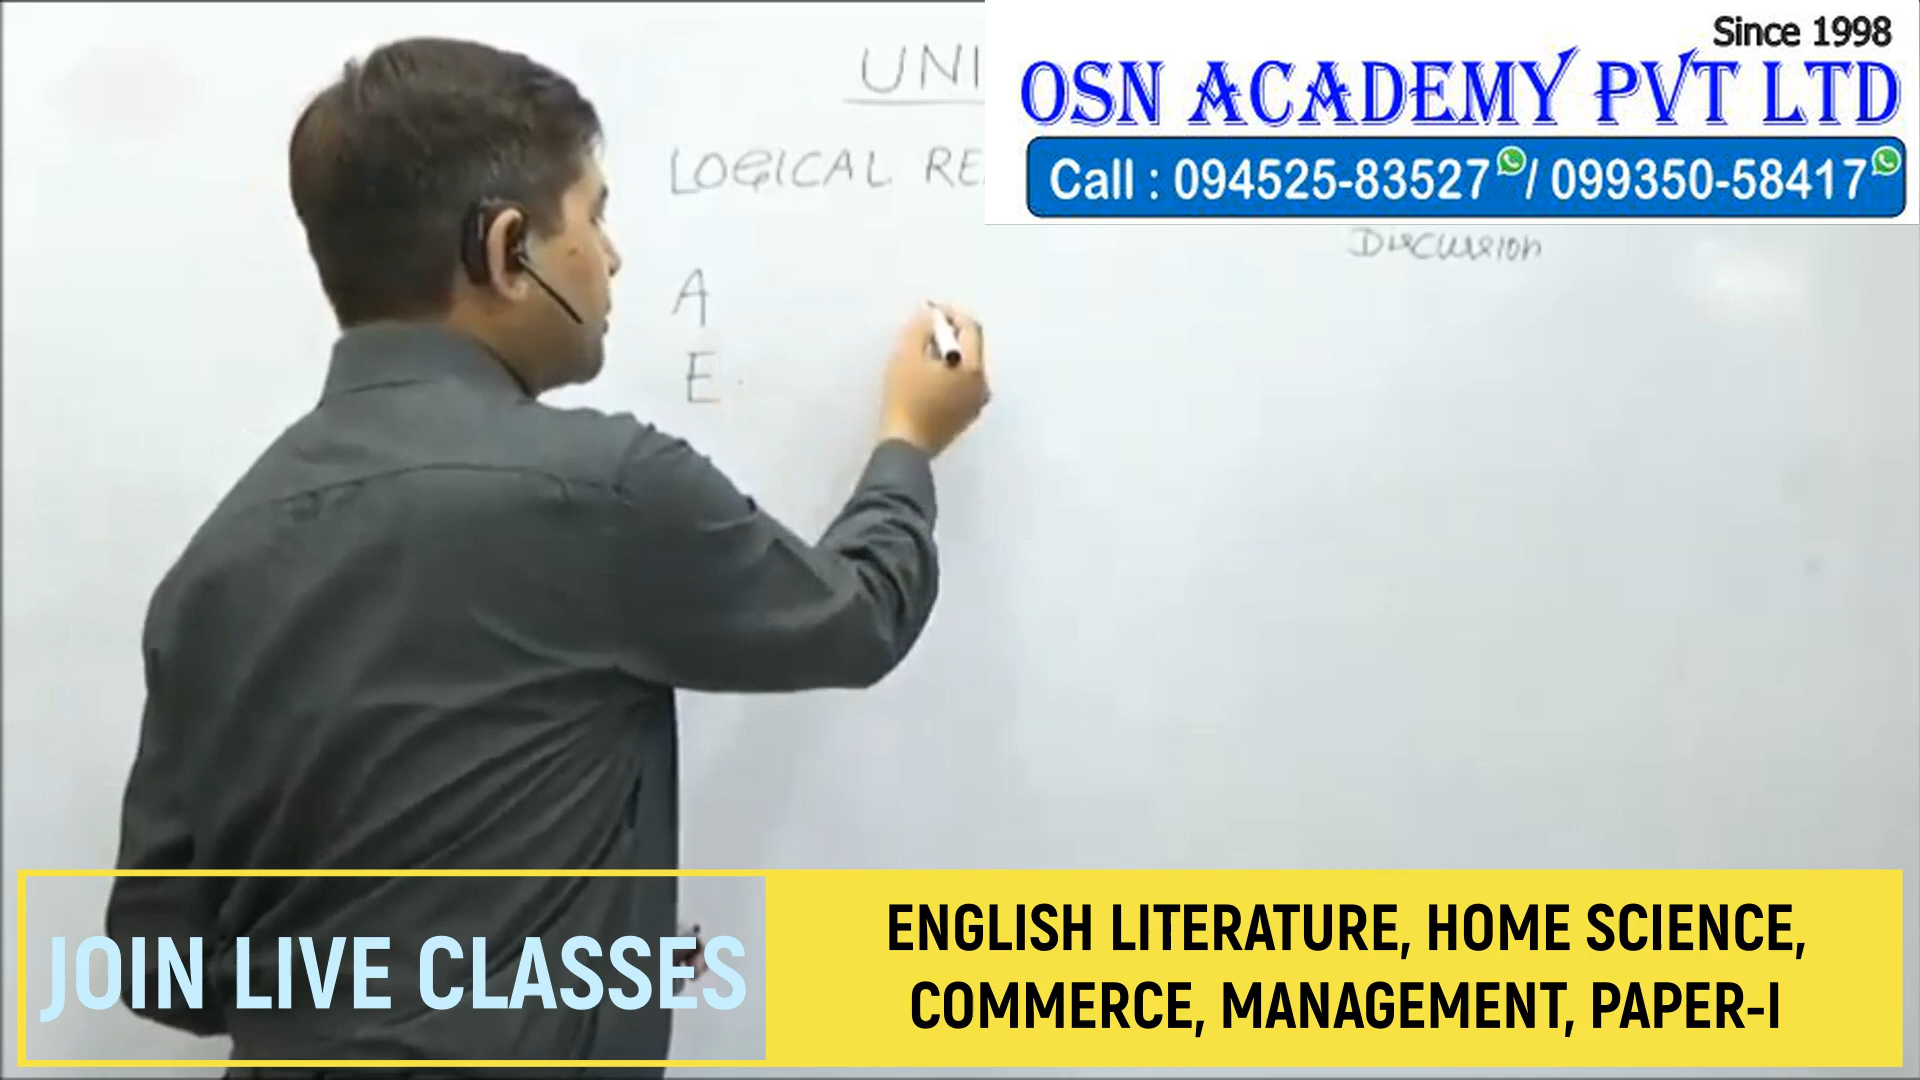 Since 1998
OSN ACADEMY PVT LTD
Call : 094525-83527 / 099350-58417
UNI
LOGICAL RE
Discussion
A
E
JOIN LIVE CLASSES
ENGLISH LITERATURE, HOME SCIENCE,
COMMERCE, MANAGEMENT, PAPER-I